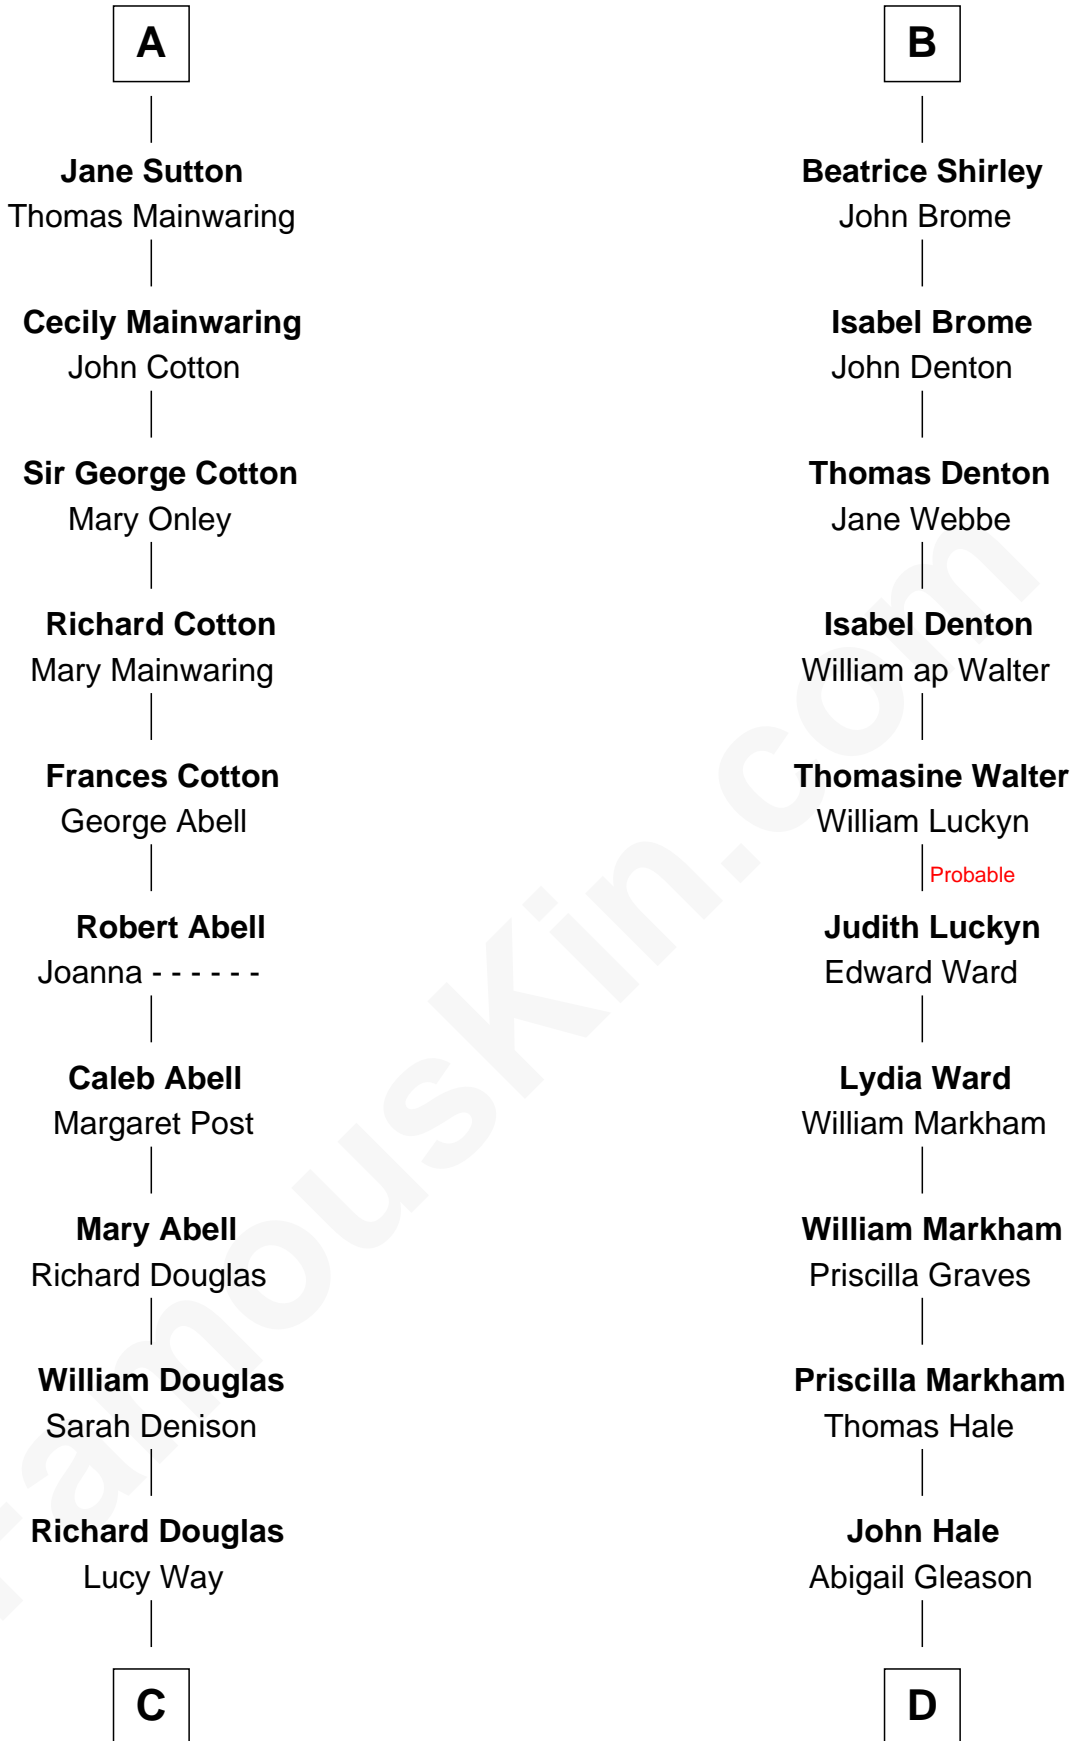 A
Jane Sutton
Thomas Mainwaring
Cecily Mainwaring
John Cotton
Sir George Cotton
Mary Onley
Richard Cotton
Mary Mainwaring
Frances Cotton
George Abell
Robert Abell
Joanna - - - - - -
Caleb Abell
Margaret Post
Mary Abell
Richard Douglas
William Douglas
Sarah Denison
Richard Douglas
Lucy Way
C
B
Beatrice Shirley
John Brome
Isabel Brome
John Denton
Thomas Denton
Jane Webbe
Isabel Denton
William ap Walter
Thomasine Walter
William Luckyn
Probable
Judith Luckyn
Edward Ward
Lydia Ward
William Markham
William Markham
Priscilla Graves
Priscilla Markham
Thomas Hale
John Hale
Abigail Gleason
D
FamousKin.com